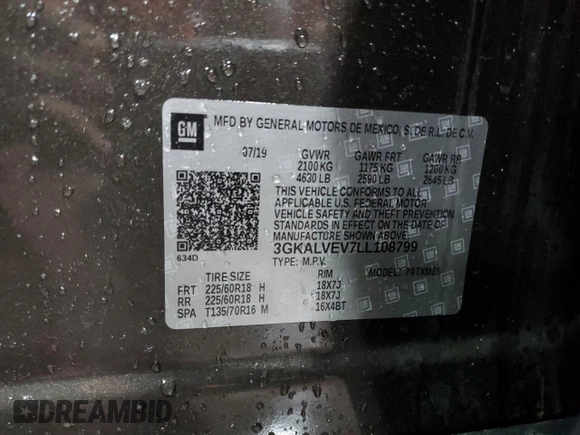 GM
MFD BY GENERAL MOTORS DE MEXICO, S. DE R.L. DE C.V.
07/19 GVWR GAWR FRT GAWR RR
2100 KG 1175 KG 1200 KG
4630 LB 2590 LB 2645 LB
THIS VEHICLE CONFORMS TO ALL
APPLICABLE U.S. FEDERAL MOTOR
VEHICLE SAFETY AND THEFT PREVENTION
STANDARDS IN EFFECT ON THE DATE OF
MANUFACTURE SHOWN ABOVE.
3GKALVEV7LL108799
634D TYPE: M.P.V. MODEL: 79TXM26
TIRE SIZE RIM
FRT 225/60R18 H 18X7J
RR 225/60R18 H 18X7J
SPA T135/70R16 M 16X4BT
DREAMBID